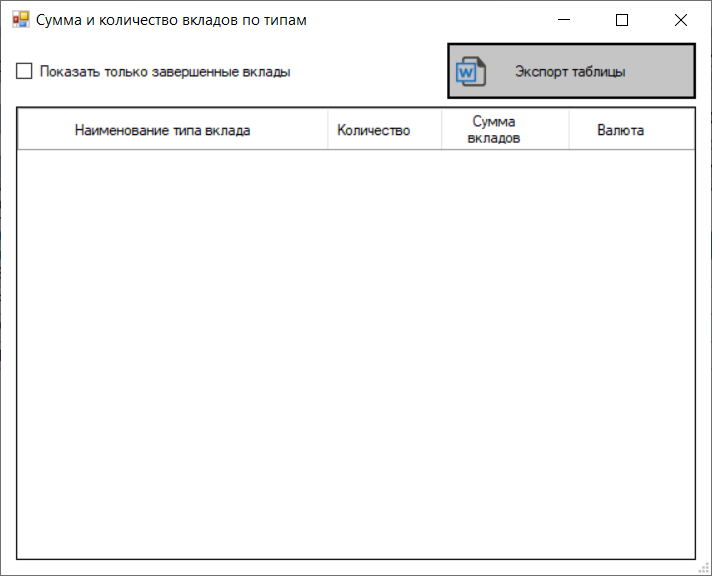 Сумма и количество вкладов по типам
Показать только завершенные вклады
W
Экспорт таблицы
Наименование типа вклада
Количество
Сумма
вкладов
Валюта